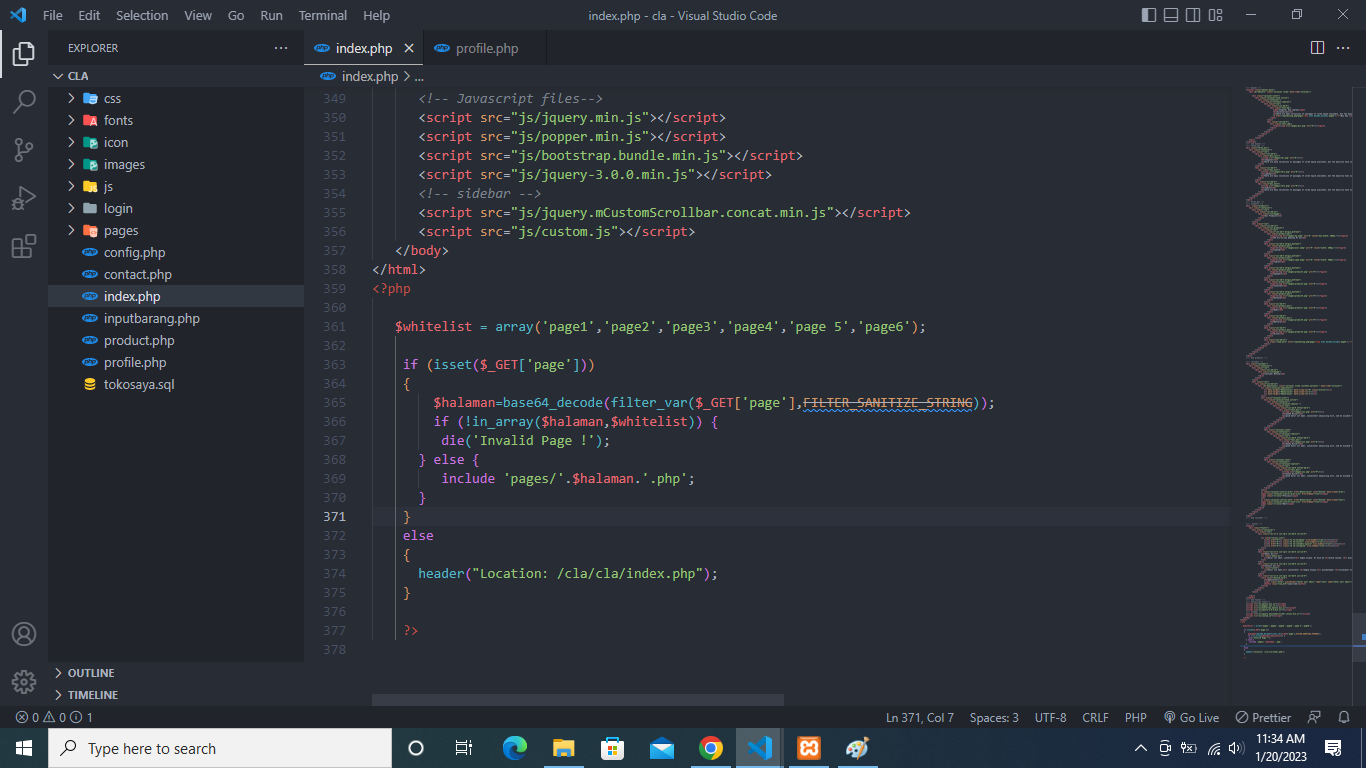 File Edit Selection View Go Run Terminal Help
index.php - cla - Visual Studio Code
EXPLORER
CLA
css
fonts
icon
images
js
login
pages
config.php
contact.php
index.php
inputbarang.php
product.php
profile.php
tokosaya.sql
OUTLINE
TIMELINE
index.php
profile.php
index.php > ...
349 <!-- Javascript files-->
350 <script src="js/jquery.min.js"></script>
351 <script src="js/popper.min.js"></script>
352 <script src="js/bootstrap.bundle.min.js"></script>
353 <script src="js/jquery-3.0.0.min.js"></script>
354 <!-- sidebar -->
355 <script src="js/jquery.mCustomScrollbar.concat.min.js"></script>
356 <script src="js/custom.js"></script>
357 </body>
358 </html>
359 <?php
360
361 $whitelist = array('page1','page2','page3','page4','page 5','page6');
362
363 if (isset($_GET['page']))
364 {
365 $halaman=base64_decode(filter_var($_GET['page'],FILTER_SANITIZE_STRING));
366 if (!in_array($halaman,$whitelist)) {
367 die('Invalid Page !');
368 } else {
369 include 'pages/'.$halaman.'.php';
370 }
371 }
372 else
373 {
374 header("Location: /cla/cla/index.php");
375 }
376
377 ?>
378
0 0 1
Ln 371, Col 7 Spaces: 3 UTF-8 CRLF PHP Go Live Prettier
Type here to search
11:34 AM
1/20/2023